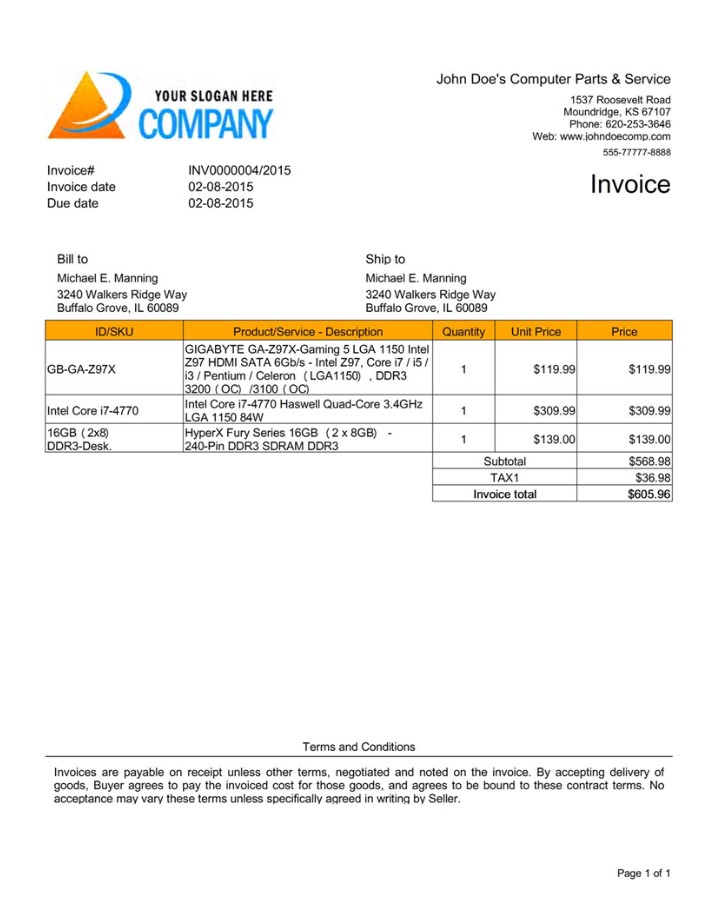 YOUR SLOGAN HERE
COMPANY
John Doe's Computer Parts & Service
1537 Roosevelt Road
Moundridge, KS 67107
Phone: 620-253-3646
Web: www.johndoecomp.com
555-77777-8888
Invoice# INV0000004/2015
Invoice date 02-08-2015
Due date 02-08-2015
Invoice
Bill to
Michael E. Manning
3240 Walkers Ridge Way
Buffalo Grove, IL 60089
Ship to
Michael E. Manning
3240 Walkers Ridge Way
Buffalo Grove, IL 60089
ID/SKU Product/Service - Description Quantity Unit Price Price
GB-GA-Z97X
GIGABYTE GA-Z97X-Gaming 5 LGA 1150 Intel
Z97 HDMI SATA 6Gb/s - Intel Z97, Core i7 / i5 /
i3 / Pentium / Celeron (LGA1150) , DDR3
3200 ( OC) /3100 ( OC)
1 $119.99 $119.99
Intel Core i7-4770
Intel Core i7-4770 Haswell Quad-Core 3.4GHz
LGA 1150 84W
1 $309.99 $309.99
16GB ( 2x8)
DDR3-Desk.
HyperX Fury Series 16GB ( 2 x 8GB) -
240-Pin DDR3 SDRAM DDR3
1 $139.00 $139.00
Subtotal $568.98
TAX1 $36.98
Invoice total $605.96
Terms and Conditions
Invoices are payable on receipt unless other terms, negotiated and noted on the invoice. By accepting delivery of
goods, Buyer agrees to pay the invoiced cost for those goods, and agrees to be bound to these contract terms. No
acceptance may vary these terms unless specifically agreed in writing by Seller.
Page 1 of 1